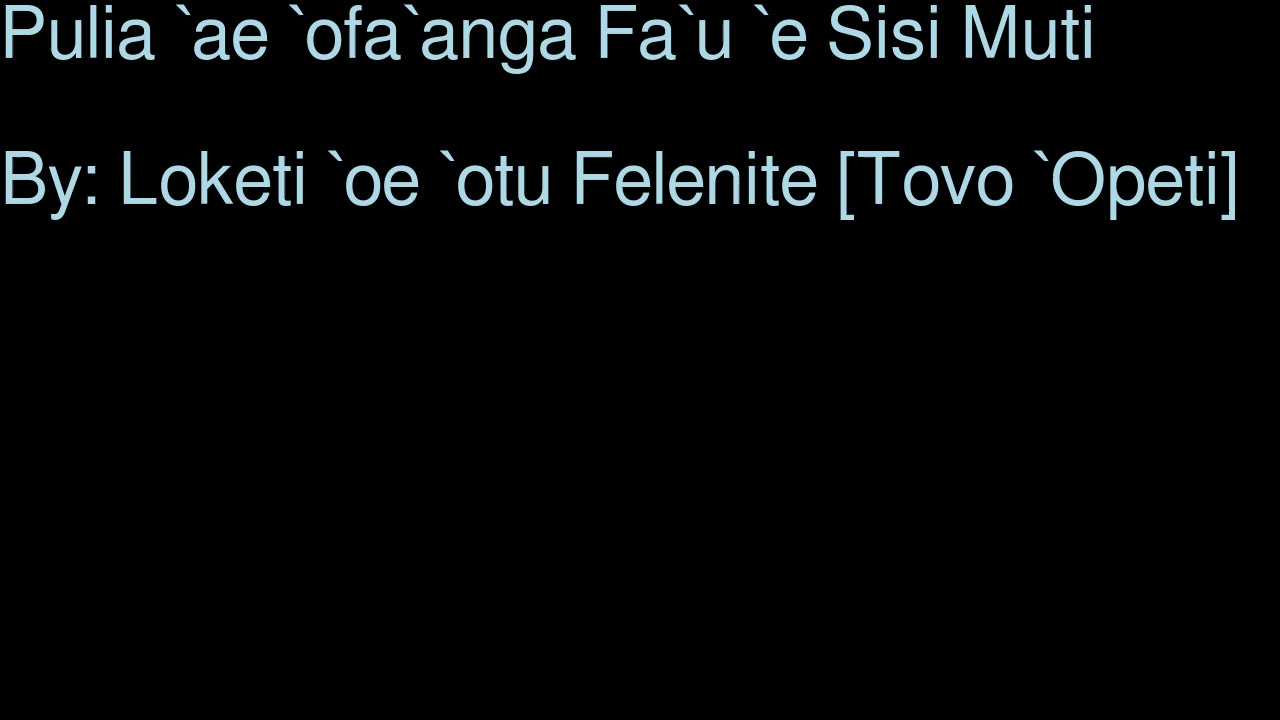 Pulia `ae `ofa`anga Fa`u `e Sisi Muti
By: Loketi `oe `otu Felenite [Tovo `Opeti]